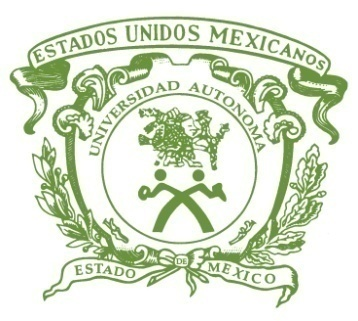 ESTADOS UNIDOS MEXICANOS
UNIVERSIDAD AUTONOMA
ESTADO DE MEXICO